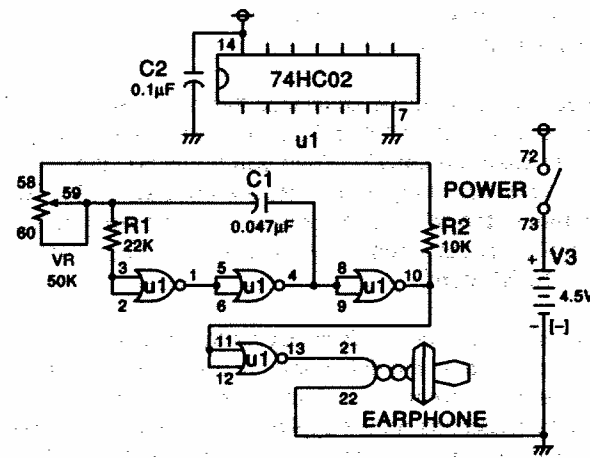 14
C2
0.1µF
74HC02
7
u1
72
POWER
73
+
V3
4.5V
- [-]
58
59
60
VR
50K
R1
22K
C1
0.047µF
R2
10K
3
2
u1
1
5
6
u1
4
8
9
u1
10
11
12
u1
13
21
22
EARPHONE